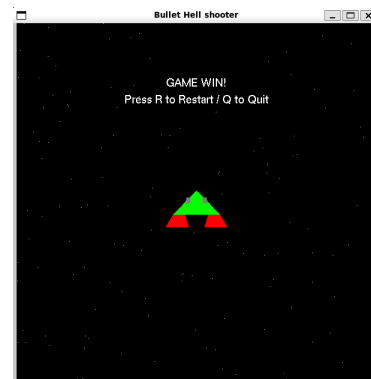 Bullet Hell shooter
GAME WIN!
Press R to Restart / Q to Quit